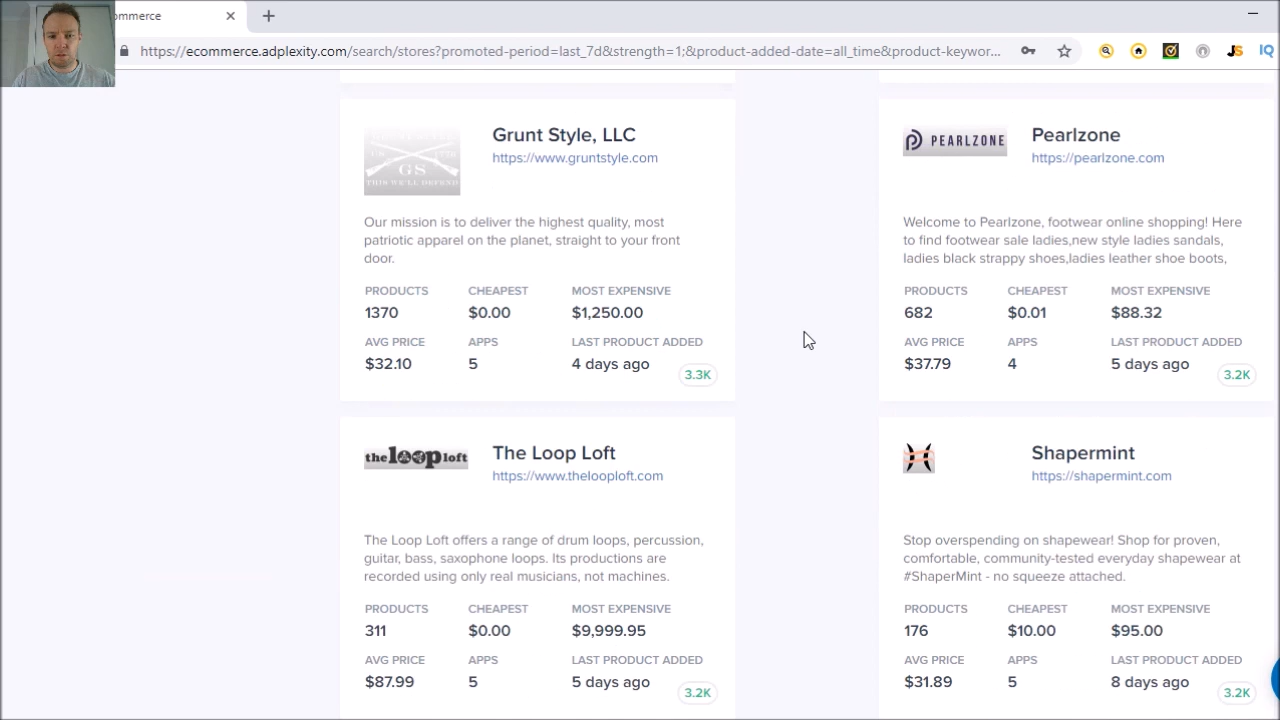 ommerce
https://ecommerce.adplexity.com/search/stores?promoted-period=last_7d&strength=1;&product-added-date=all_time&product-keywor...
JS
IQ
Grunt Style, LLC
https://www.gruntstyle.com
GS
THIS WE'LL DEFEND
Our mission is to deliver the highest quality, most
patriotic apparel on the planet, straight to your front
door.
PRODUCTS CHEAPEST MOST EXPENSIVE
1370 $0.00 $1,250.00
AVG PRICE APPS LAST PRODUCT ADDED
$32.10 5 4 days ago
3.3K
PEARLZONE
Pearlzone
https://pearlzone.com
Welcome to Pearlzone, footwear online shopping! Here
to find footwear sale ladies,new style ladies sandals,
ladies black strappy shoes,ladies leather shoe boots,
PRODUCTS CHEAPEST MOST EXPENSIVE
682 $0.01 $88.32
AVG PRICE APPS LAST PRODUCT ADDED
$37.79 4 5 days ago
3.2K
the loop loft
The Loop Loft
https://www.thelooploft.com
The Loop Loft offers a range of drum loops, percussion,
guitar, bass, saxophone loops. Its productions are
recorded using only real musicians, not machines.
PRODUCTS CHEAPEST MOST EXPENSIVE
311 $0.00 $9,999.95
AVG PRICE APPS LAST PRODUCT ADDED
$87.99 5 5 days ago
3.2K
Shapermint
https://shapermint.com
Stop overspending on shapewear! Shop for proven,
comfortable, community-tested everyday shapewear at
#ShaperMint - no squeeze attached.
PRODUCTS CHEAPEST MOST EXPENSIVE
176 $10.00 $95.00
AVG PRICE APPS LAST PRODUCT ADDED
$31.89 5 8 days ago
3.2K